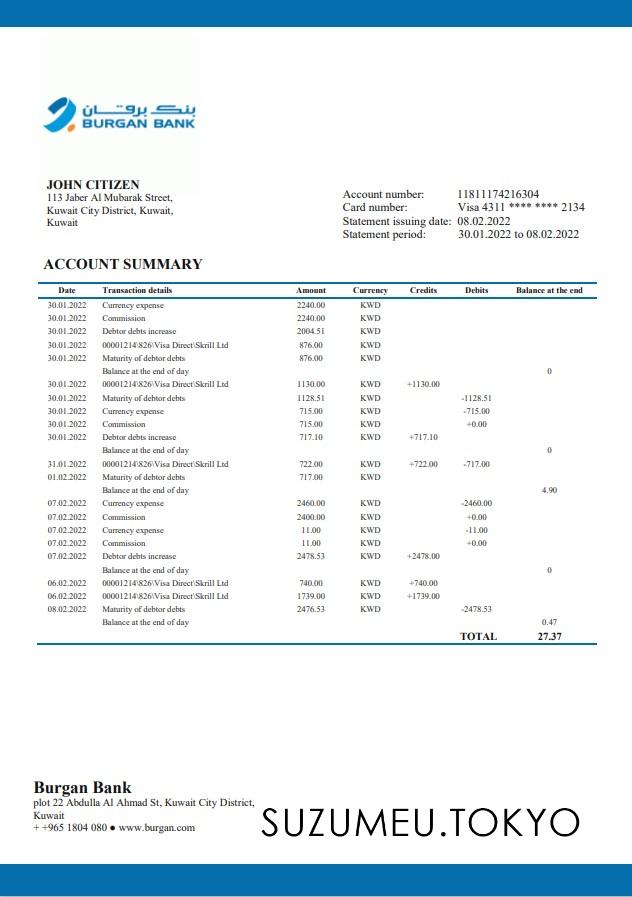 بنك برقان
BURGAN BANK
JOHN CITIZEN
113 Jaber Al Mubarak Street,
Kuwait City District, Kuwait,
Kuwait
Account number: 11811174216304
Card number: Visa 4311 **** **** 2134
Statement issuing date: 08.02.2022
Statement period: 30.01.2022 to 08.02.2022
ACCOUNT SUMMARY
Date Transaction details Amount Currency Credits Debits Balance at the end
30.01.2022 Currency expense 2240.00 KWD
30.01.2022 Commission 2240.00 KWD
30.01.2022 Debtor debts increase 2004.51 KWD
30.01.2022 00001214\826\Visa Direct\Skrill Ltd 876.00 KWD
30.01.2022 Maturity of debtor debts 876.00 KWD
Balance at the end of day 0
30.01.2022 00001214\826\Visa Direct\Skrill Ltd 1130.00 KWD +1130.00
30.01.2022 Maturity of debtor debts 1128.51 KWD -1128.51
30.01.2022 Currency expense 715.00 KWD -715.00
30.01.2022 Commission 715.00 KWD +0.00
30.01.2022 Debtor debts increase 717.10 KWD +717.10
Balance at the end of day 0
31.01.2022 00001214\826\Visa Direct\Skrill Ltd 722.00 KWD +722.00 -717.00
01.02.2022 Maturity of debtor debts 717.00 KWD
Balance at the end of day 4.90
07.02.2022 Currency expense 2460.00 KWD -2460.00
07.02.2022 Commission 2400.00 KWD +0.00
07.02.2022 Currency expense 11.00 KWD -11.00
07.02.2022 Commission 11.00 KWD +0.00
07.02.2022 Debtor debts increase 2478.53 KWD +2478.00
Balance at the end of day 0
06.02.2022 00001214\826\Visa Direct\Skrill Ltd 740.00 KWD +740.00
06.02.2022 00001214\826\Visa Direct\Skrill Ltd 1739.00 KWD +1739.00
08.02.2022 Maturity of debtor debts 2476.53 KWD -2478.53
Balance at the end of day 0.47
TOTAL 27.37
Burgan Bank
plot 22 Abdulla Al Ahmad St, Kuwait City District,
Kuwait
+ +965 1804 080 ● www.burgan.com
SUZUMEU.TOKYO